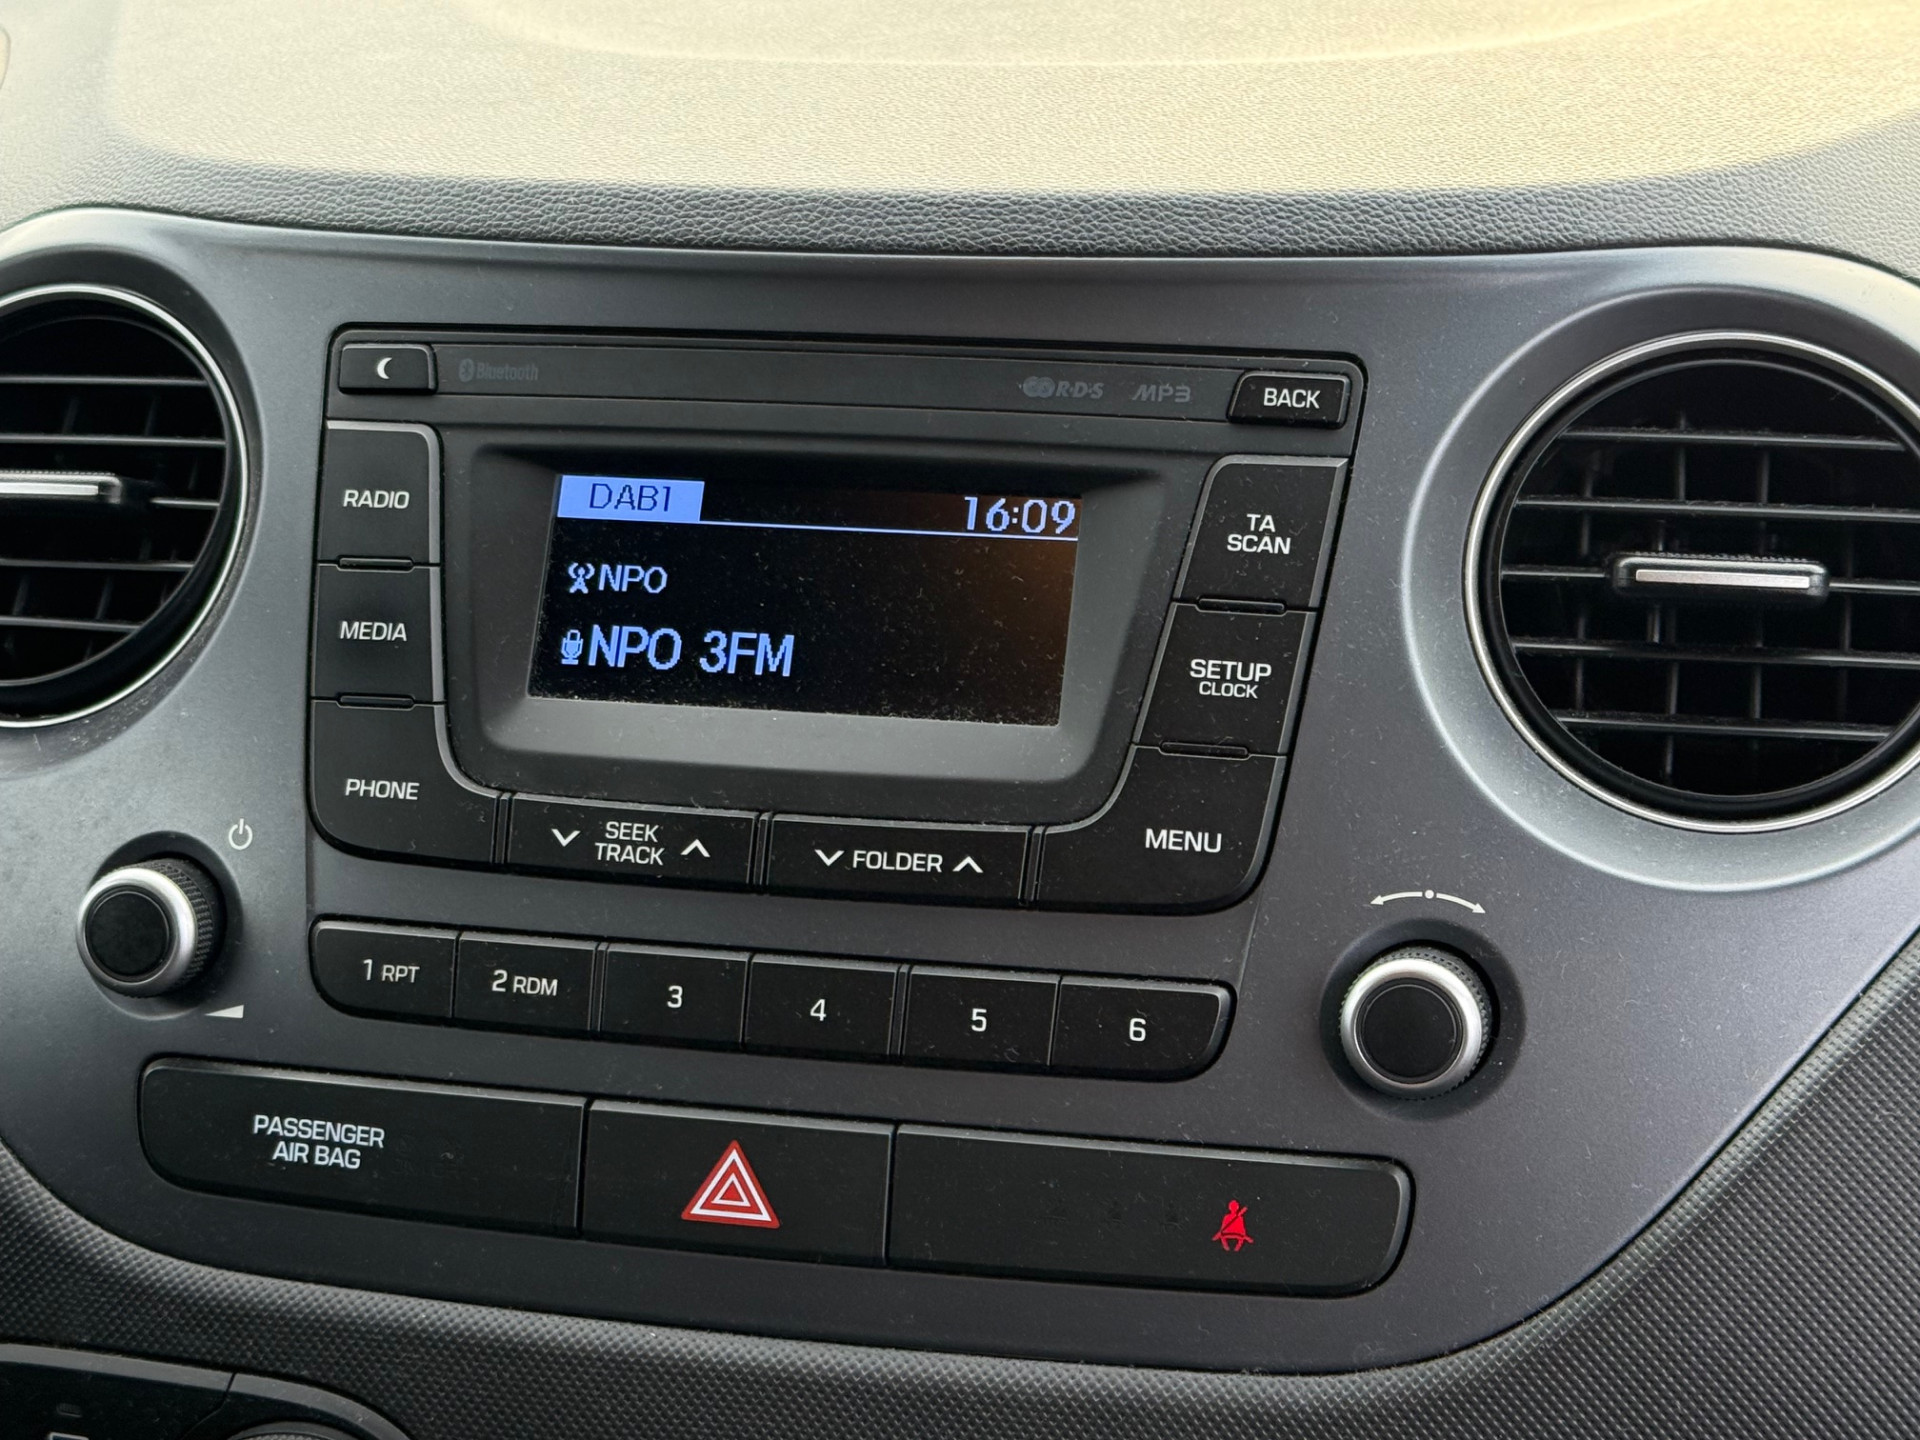 Bluetooth
R·D·S MP3
BACK
RADIO
DAB1 16:09
TA
SCAN
NPO
MEDIA
NPO 3FM
SETUP
CLOCK
PHONE
SEEK
TRACK
FOLDER
MENU
1 RPT
2 RDM
3
4
5
6
PASSENGER
AIR BAG